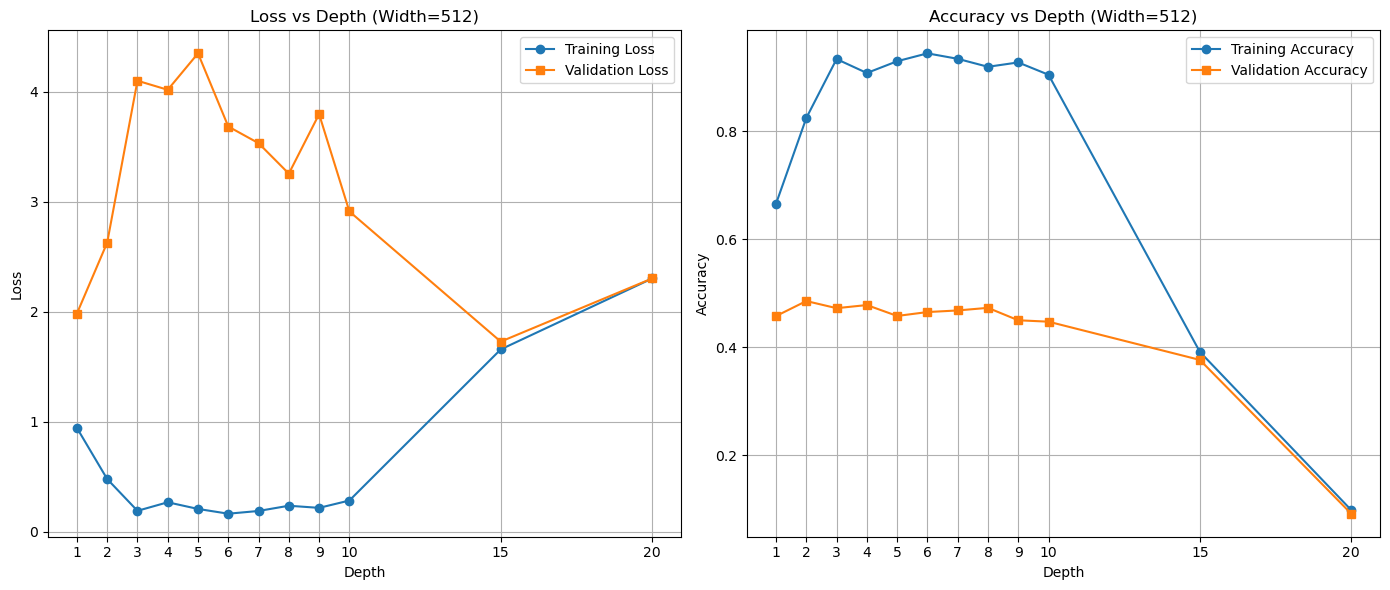 Loss vs Depth (Width=512)
Training Loss
Validation Loss
4
3
2
1
0
Loss
1 2 3 4 5 6 7 8 9 10 15 20
Depth
Accuracy vs Depth (Width=512)
Training Accuracy
Validation Accuracy
0.8
0.6
0.4
0.2
Accuracy
1 2 3 4 5 6 7 8 9 10 15 20
Depth